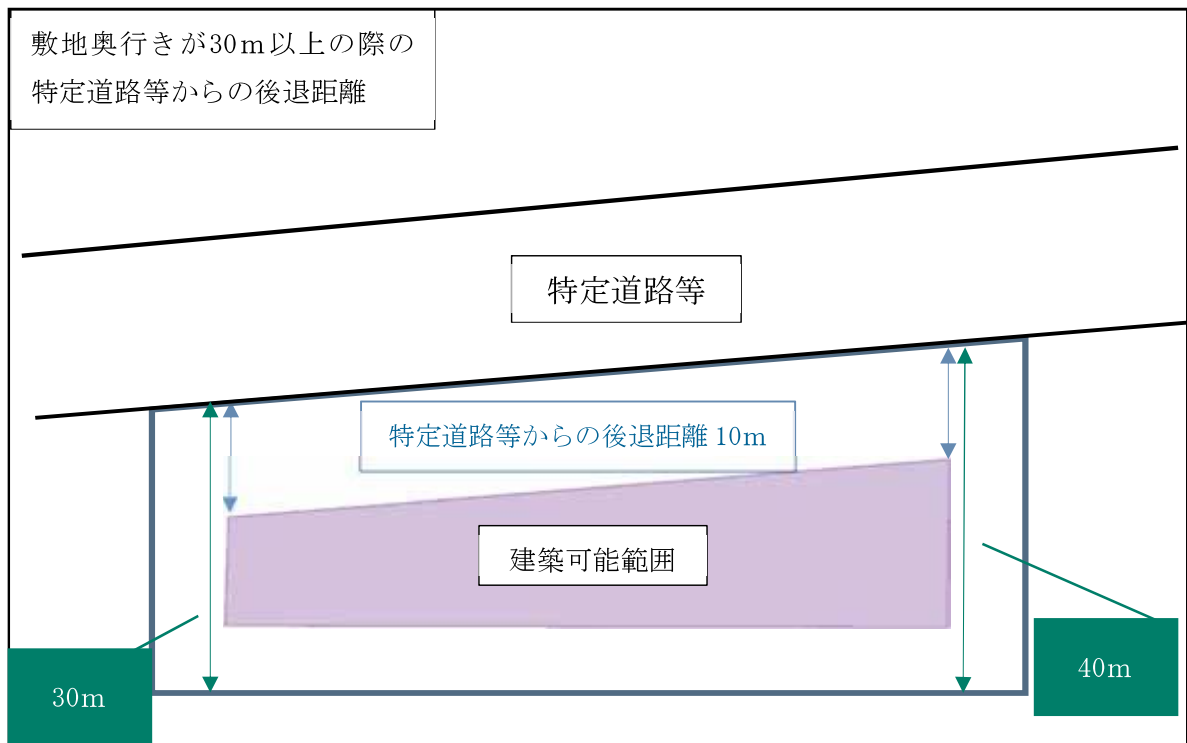 敷地奥行きが30m以上の際の
特定道路等からの後退距離
特定道路等
特定道路等からの後退距離 10m
建築可能範囲
30m
40m